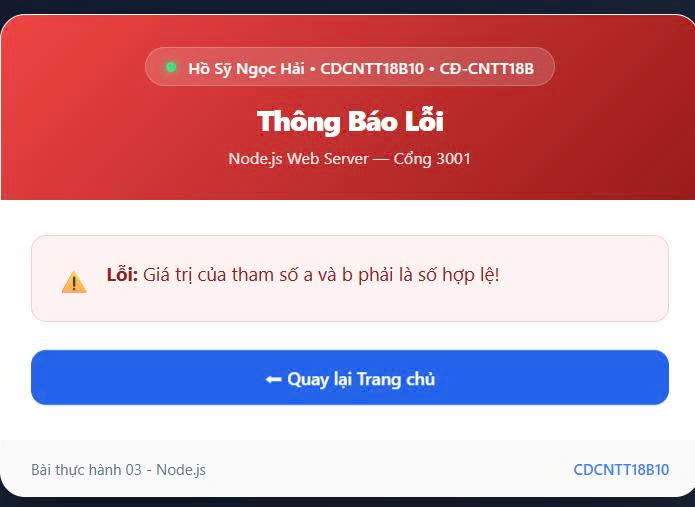 Hồ Sỹ Ngọc Hải • CDCNTT18B10 • CĐ-CNTT18B
Thông Báo Lỗi
Node.js Web Server — Cổng 3001
Lỗi: Giá trị của tham số a và b phải là số hợp lệ!
⬅ Quay lại Trang chủ
Bài thực hành 03 - Node.js
CDCNTT18B10